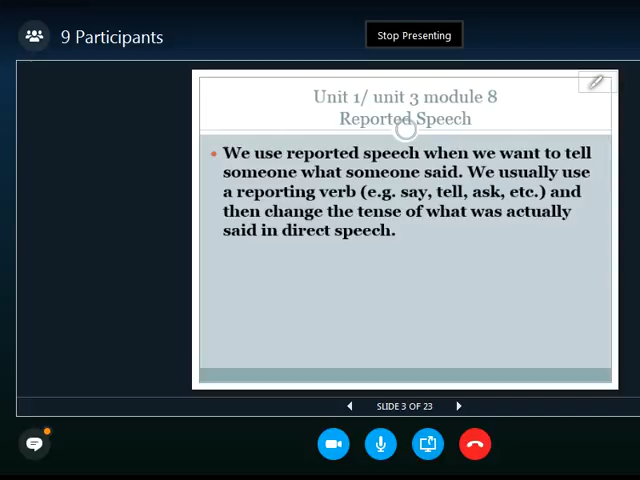 9 Participants
Stop Presenting
Unit 1/ unit 3 module 8
Reported Speech
• We use reported speech when we want to tell
someone what someone said. We usually use
a reporting verb (e.g. say, tell, ask, etc.) and
then change the tense of what was actually
said in direct speech.
SLIDE 3 OF 23